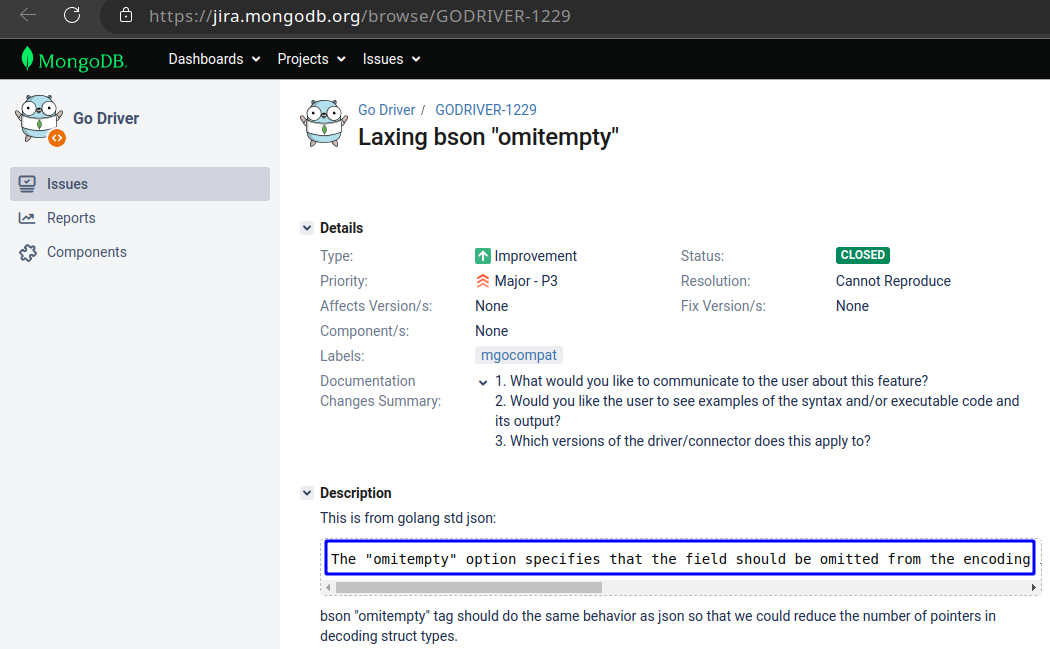 https://jira.mongodb.org/browse/GODRIVER-1229
MongoDB. Dashboards Projects Issues
Go Driver
Issues
Reports
Components
Go Driver / GODRIVER-1229
Laxing bson "omitempty"
Details
Type: Improvement Status: CLOSED
Priority: Major - P3 Resolution: Cannot Reproduce
Affects Version/s: None Fix Version/s: None
Component/s: None
Labels: mgocompat
Documentation Changes Summary:
1. What would you like to communicate to the user about this feature?
2. Would you like the user to see examples of the syntax and/or executable code and
its output?
3. Which versions of the driver/connector does this apply to?
Description
This is from golang std json:
The "omitempty" option specifies that the field should be omitted from the encoding
bson "omitempty" tag should do the same behavior as json so that we could reduce the number of pointers in
decoding struct types.